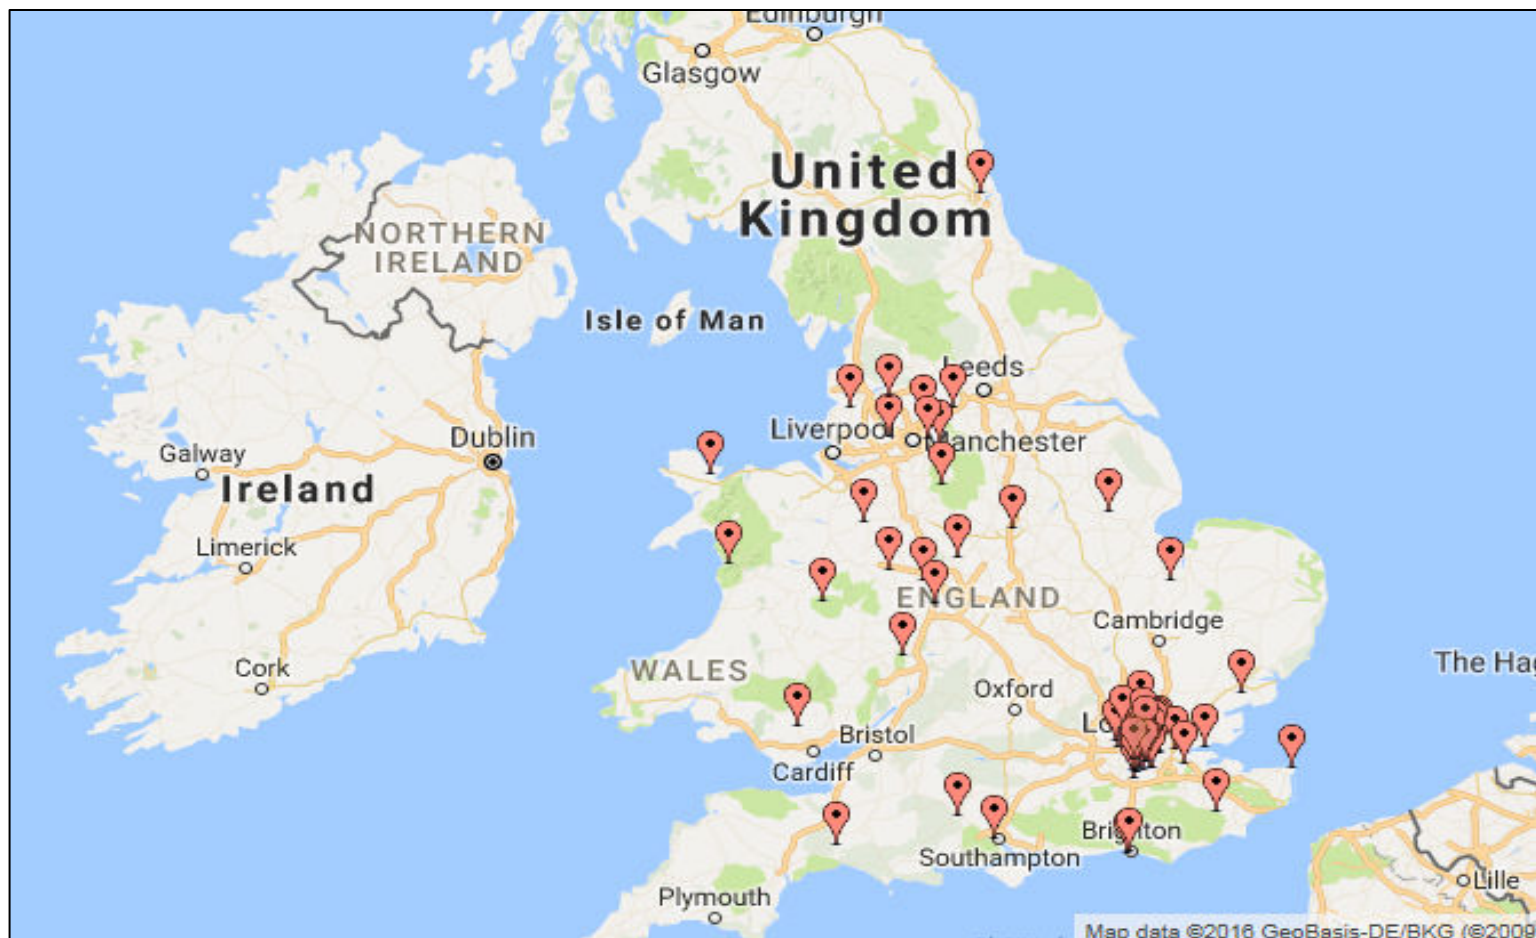 Edinburgh
Glasgow
United
Kingdom
NORTHERN
IRELAND
Isle of Man
Leeds
Liverpool
Manchester
Dublin
Galway
Ireland
Limerick
ENGLAND
Cambridge
Cork
WALES
The Hag
Oxford
Lo
Bristol
Cardiff
Brighton
Southampton
Plymouth
Lille
Map data ©2016 GeoBasis-DE/BKG (©2009